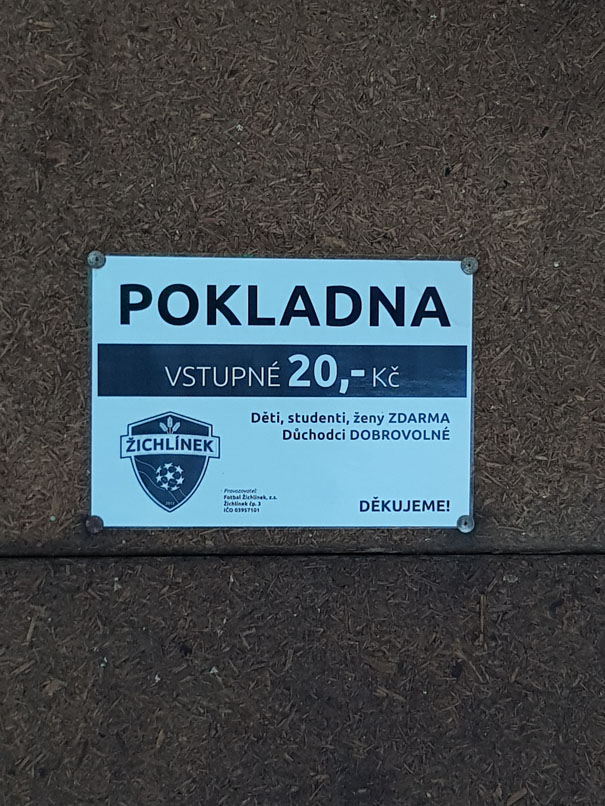 POKLADNA
VSTUPNÉ 20,- Kč
Děti, studenti, ženy ZDARMA
Důchodci DOBROVOLNÉ
ŽICHLÍNEK
Provozovatel:
Fotbal Žichlínek, z.s.
Žichlínek čp. 3
IČO 03957101
DĚKUJEME!